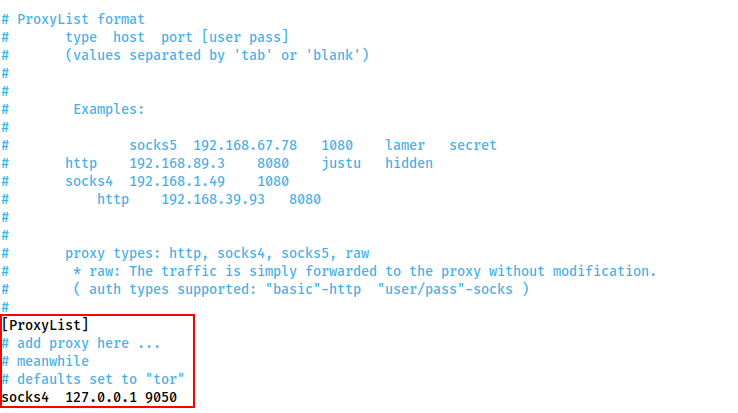 # ProxyList format
#       type  host  port [user pass]
#       (values separated by 'tab' or 'blank')
#
#
#        Examples:
#
#               socks5  192.168.67.78   1080    lamer   secret
#       http    192.168.89.3    8080    justu   hidden
#       socks4  192.168.1.49    1080
#           http    192.168.39.93   8080
#
#
#       proxy types: http, socks4, socks5, raw
#        * raw: The traffic is simply forwarded to the proxy without modification.
#        ( auth types supported: "basic"-http  "user/pass"-socks )
#
[ProxyList]
# add proxy here ...
# meanwhile
# defaults set to "tor"
socks4  127.0.0.1 9050